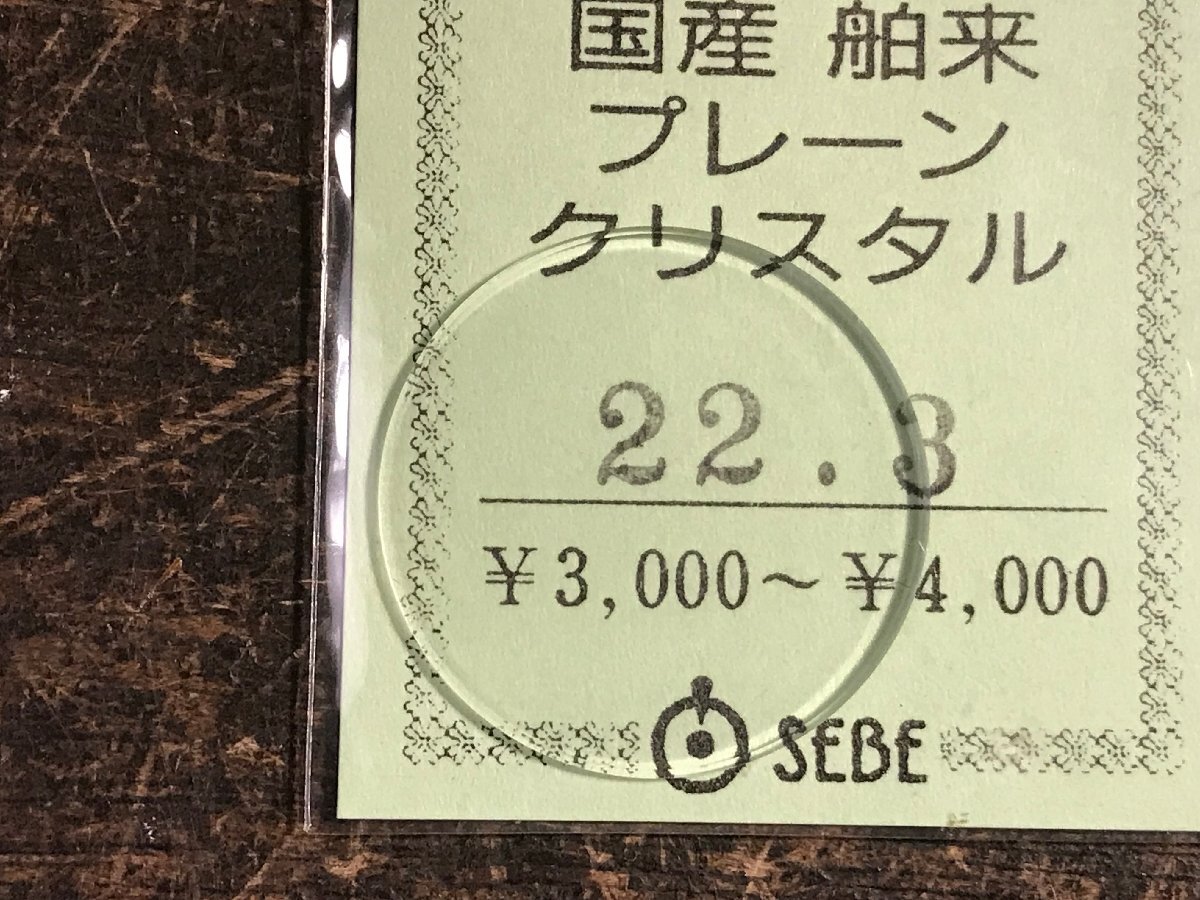 国産 舶来
プレーン
クリスタル
22.3
¥3,000~¥4,000
SEBE